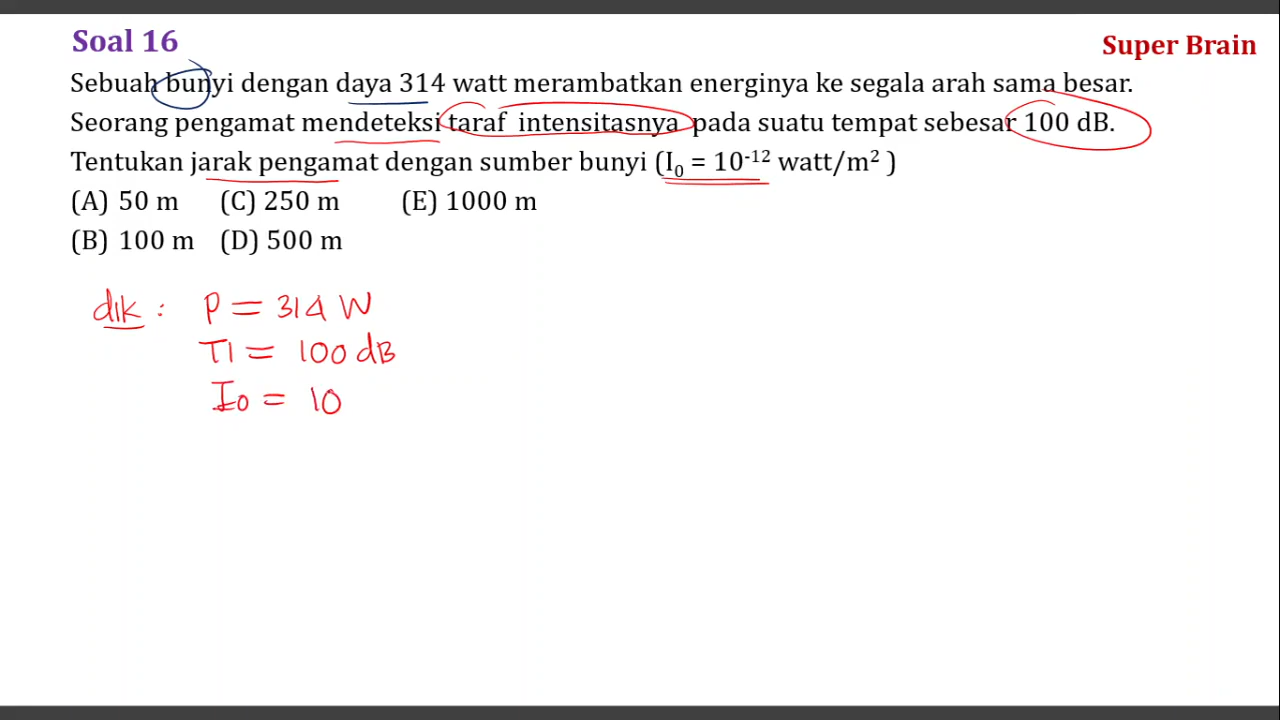 Soal 16
Super Brain
Sebuah bunyi dengan daya 314 watt merambatkan energinya ke segala arah sama besar.
Seorang pengamat mendeteksi taraf intensitasnya pada suatu tempat sebesar 100 dB.
Tentukan jarak pengamat dengan sumber bunyi (I₀ = 10⁻¹² watt/m² )
(A) 50 m (C) 250 m (E) 1000 m
(B) 100 m (D) 500 m
dik : P = 314 W
TI = 100 dB
I₀ = 10